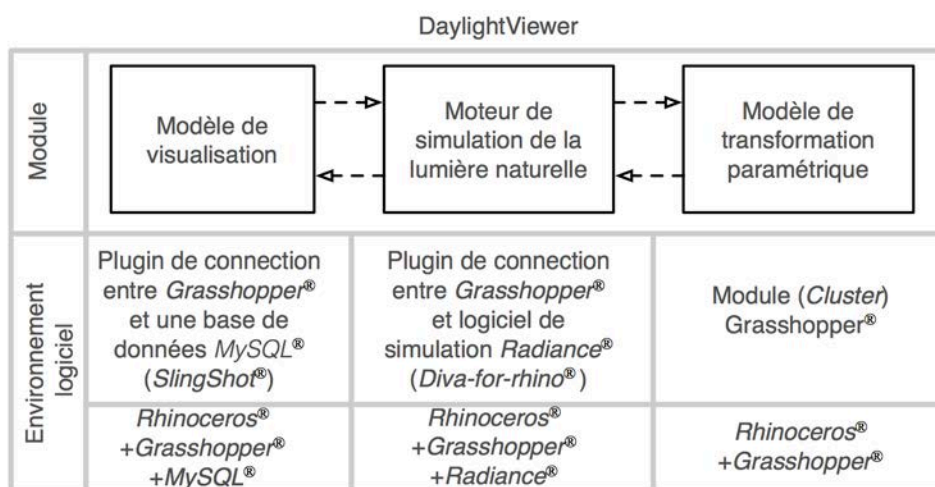 DaylightViewer
Module
Modèle de
visualisation
Moteur de
simulation de la
lumière naturelle
Modèle de
transformation
paramétrique
Environnement
logiciel
Plugin de connection
entre Grasshopper®
et une base de
données MySQL®
(SlingShot®)
Plugin de connection
entre Grasshopper®
et logiciel de
simulation Radiance®
(Diva-for-rhino®)
Module (Cluster)
Grasshopper®
Rhinoceros®
+Grasshopper®
+MySQL®
Rhinoceros®
+Grasshopper®
+Radiance®
Rhinoceros®
+Grasshopper®